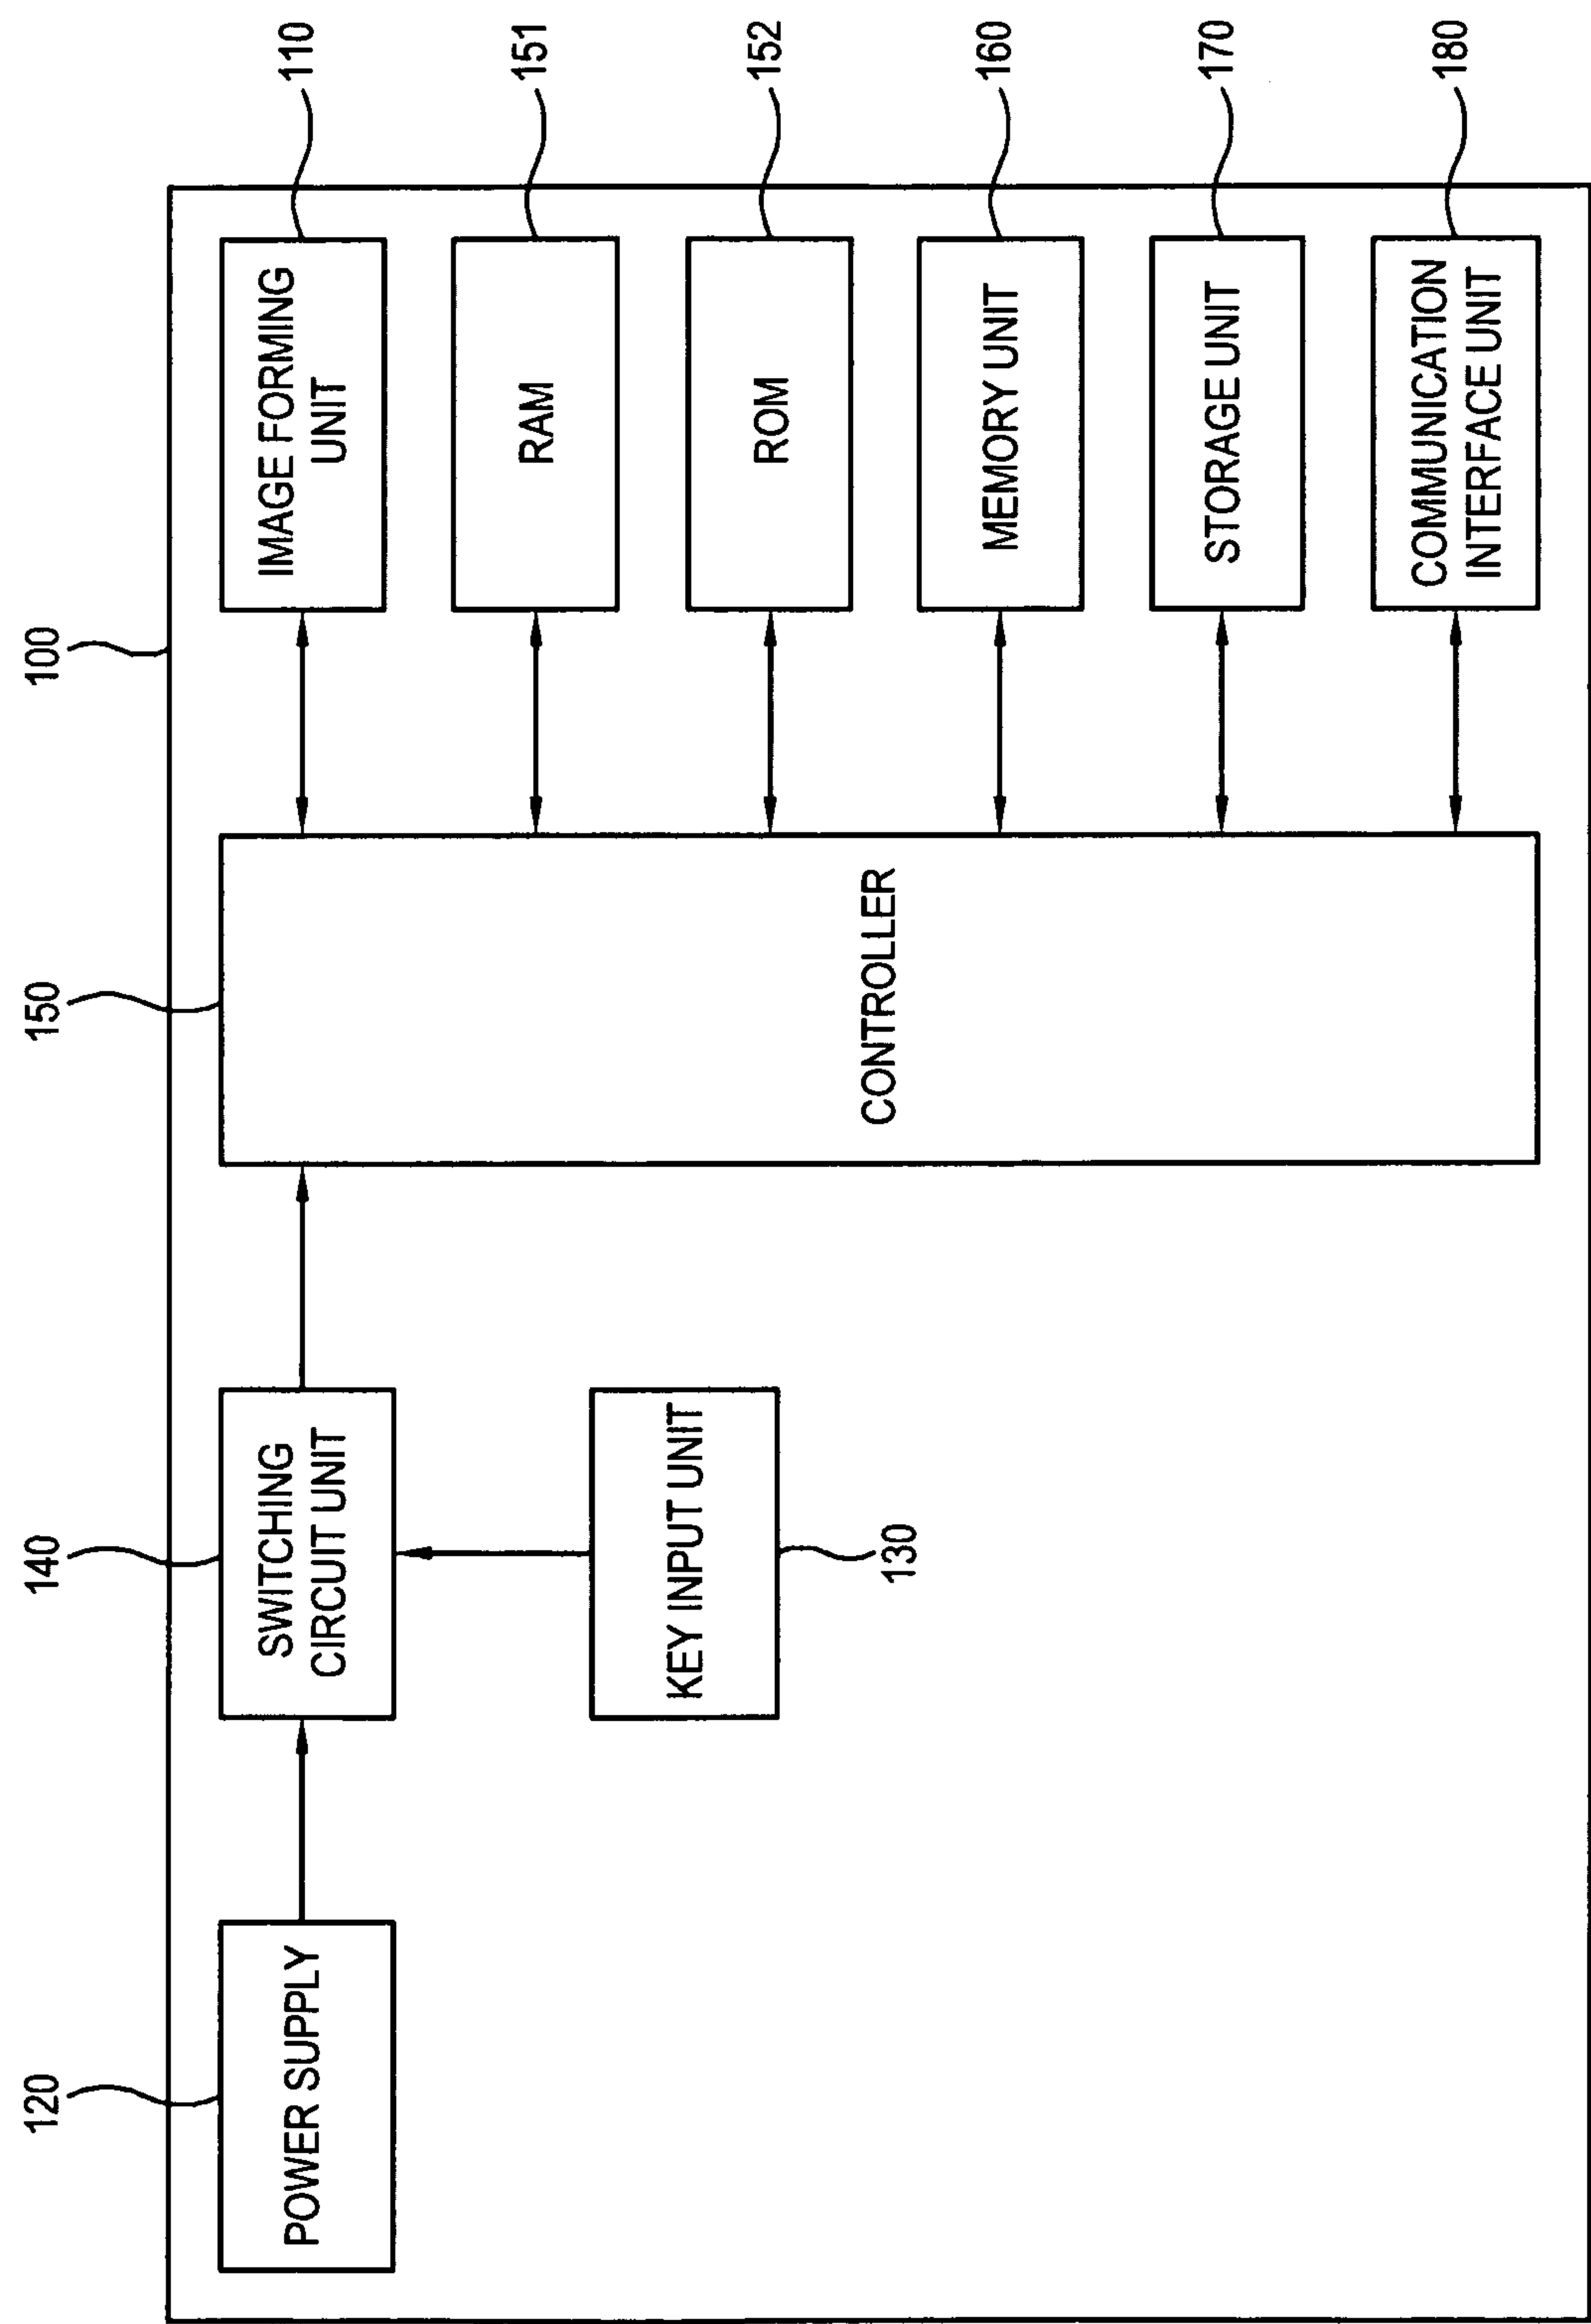 100
120
140
150
POWER SUPPLY
SWITCHING
CIRCUIT UNIT
KEY INPUT UNIT
130
CONTROLLER
IMAGE FORMING
UNIT
110
RAM
151
ROM
152
MEMORY UNIT
160
STORAGE UNIT
170
COMMUNICATION
INTERFACE UNIT
180